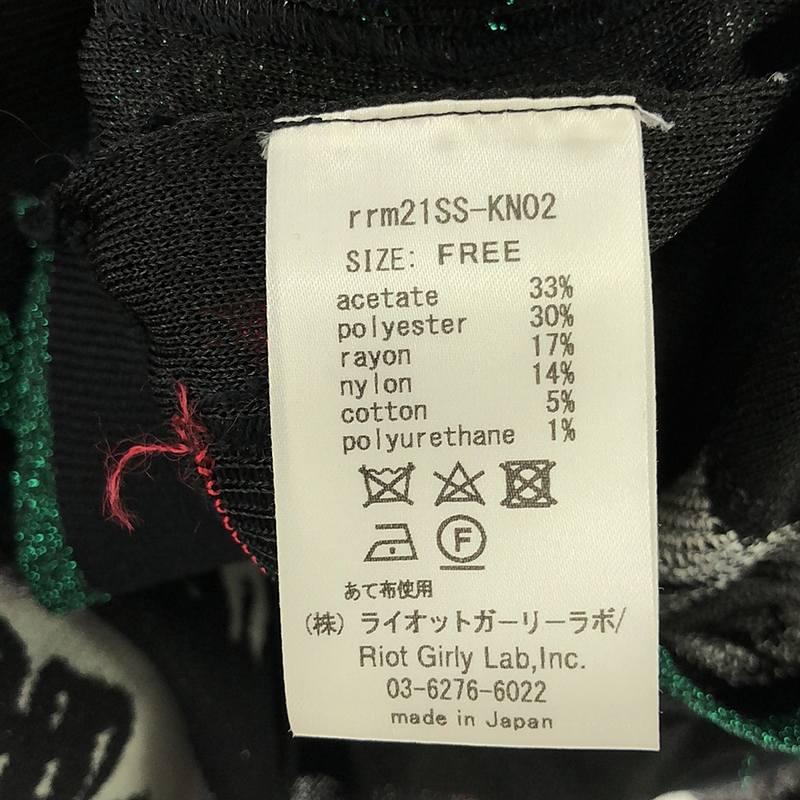 rrm21SS-KN02
SIZE: FREE
acetate 33%
polyester 30%
rayon 17%
nylon 14%
cotton 5%
polyurethane 1%
F
あて布使用
(株) ライオットガーリーラボ/
Riot Girly Lab,Inc.
03-6276-6022
made in Japan